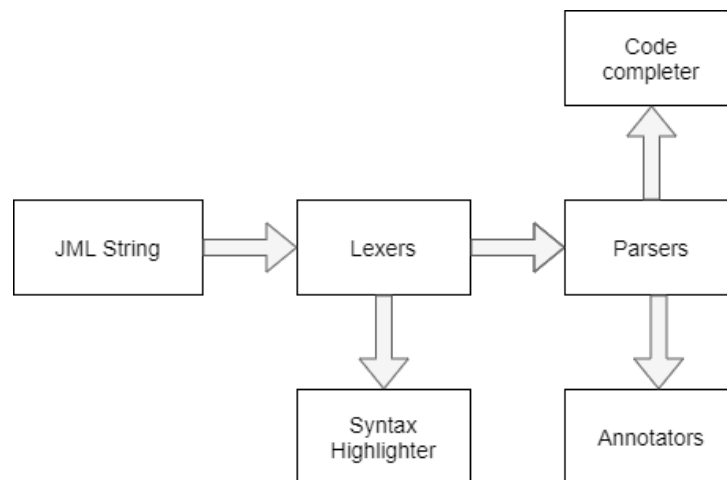 Code
completer
JML String
Lexers
Parsers
Syntax
Highlighter
Annotators